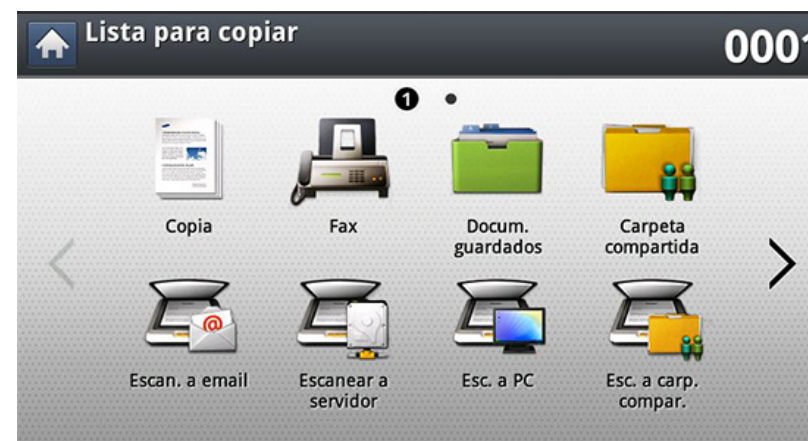 Lista para copiar
0001
1
Copia
Fax
Docum.
guardados
Carpeta
compartida
@
Escan. a email
Escanear a
servidor
Esc. a PC
Esc. a carp.
compar.